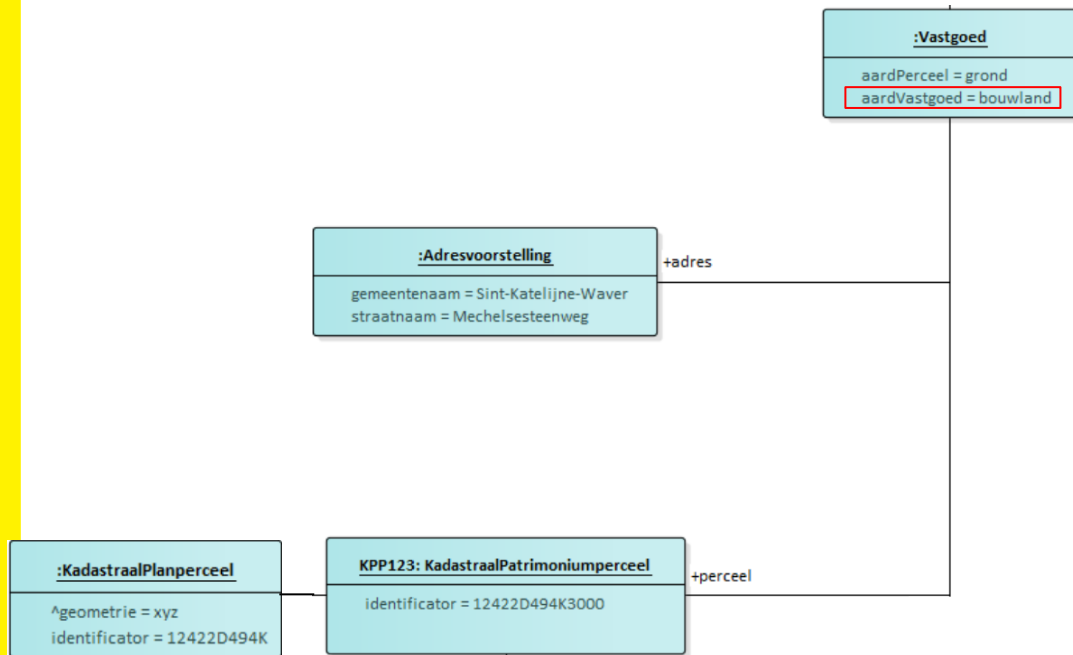 :Vastgoed
aardPerceel = grond
aardVastgoed = bouwland
:Adresvoorstelling
gemeentenaam = Sint-Katelijne-Waver
straatnaam = Mechelsesteenweg
+adres
:KadastraalPlanperceel
^geometrie = xyz
identificator = 12422D494K
KPP123: KadastraalPatrimoniumperceel
identificator = 12422D494K3000
+perceel